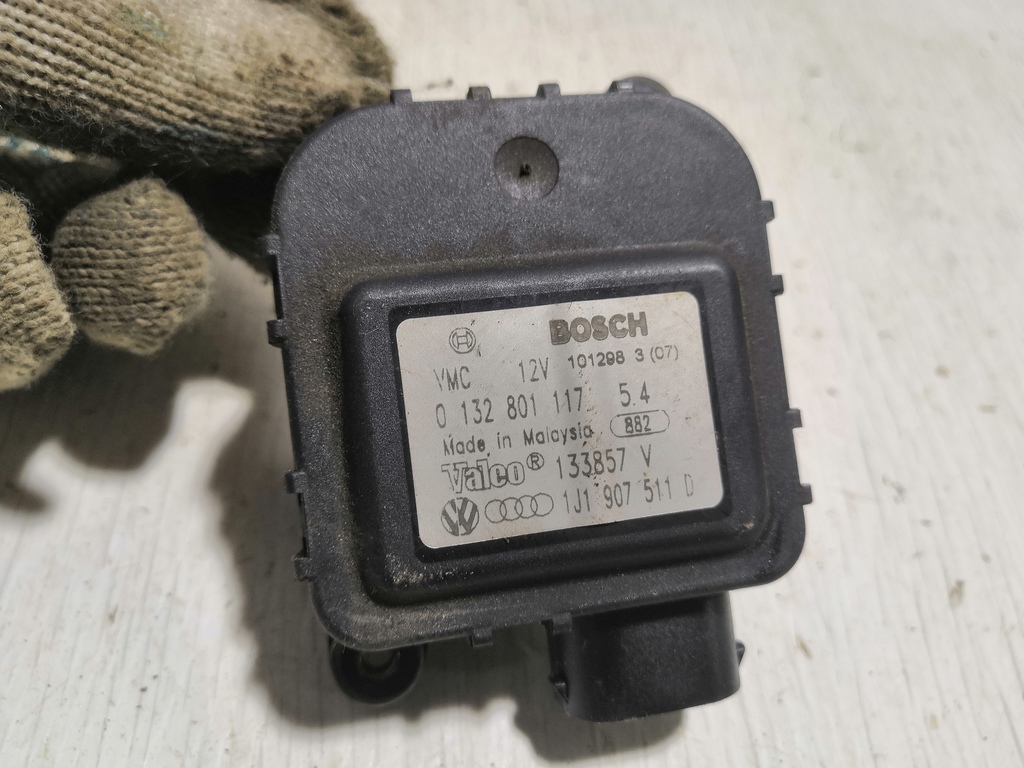 BOSCH
VMC 12V 101298 3 (07)
0 132 801 117 5.4
Made in Malaysia 882
Valeo® 133857 V
VW 1J1 907 511 D